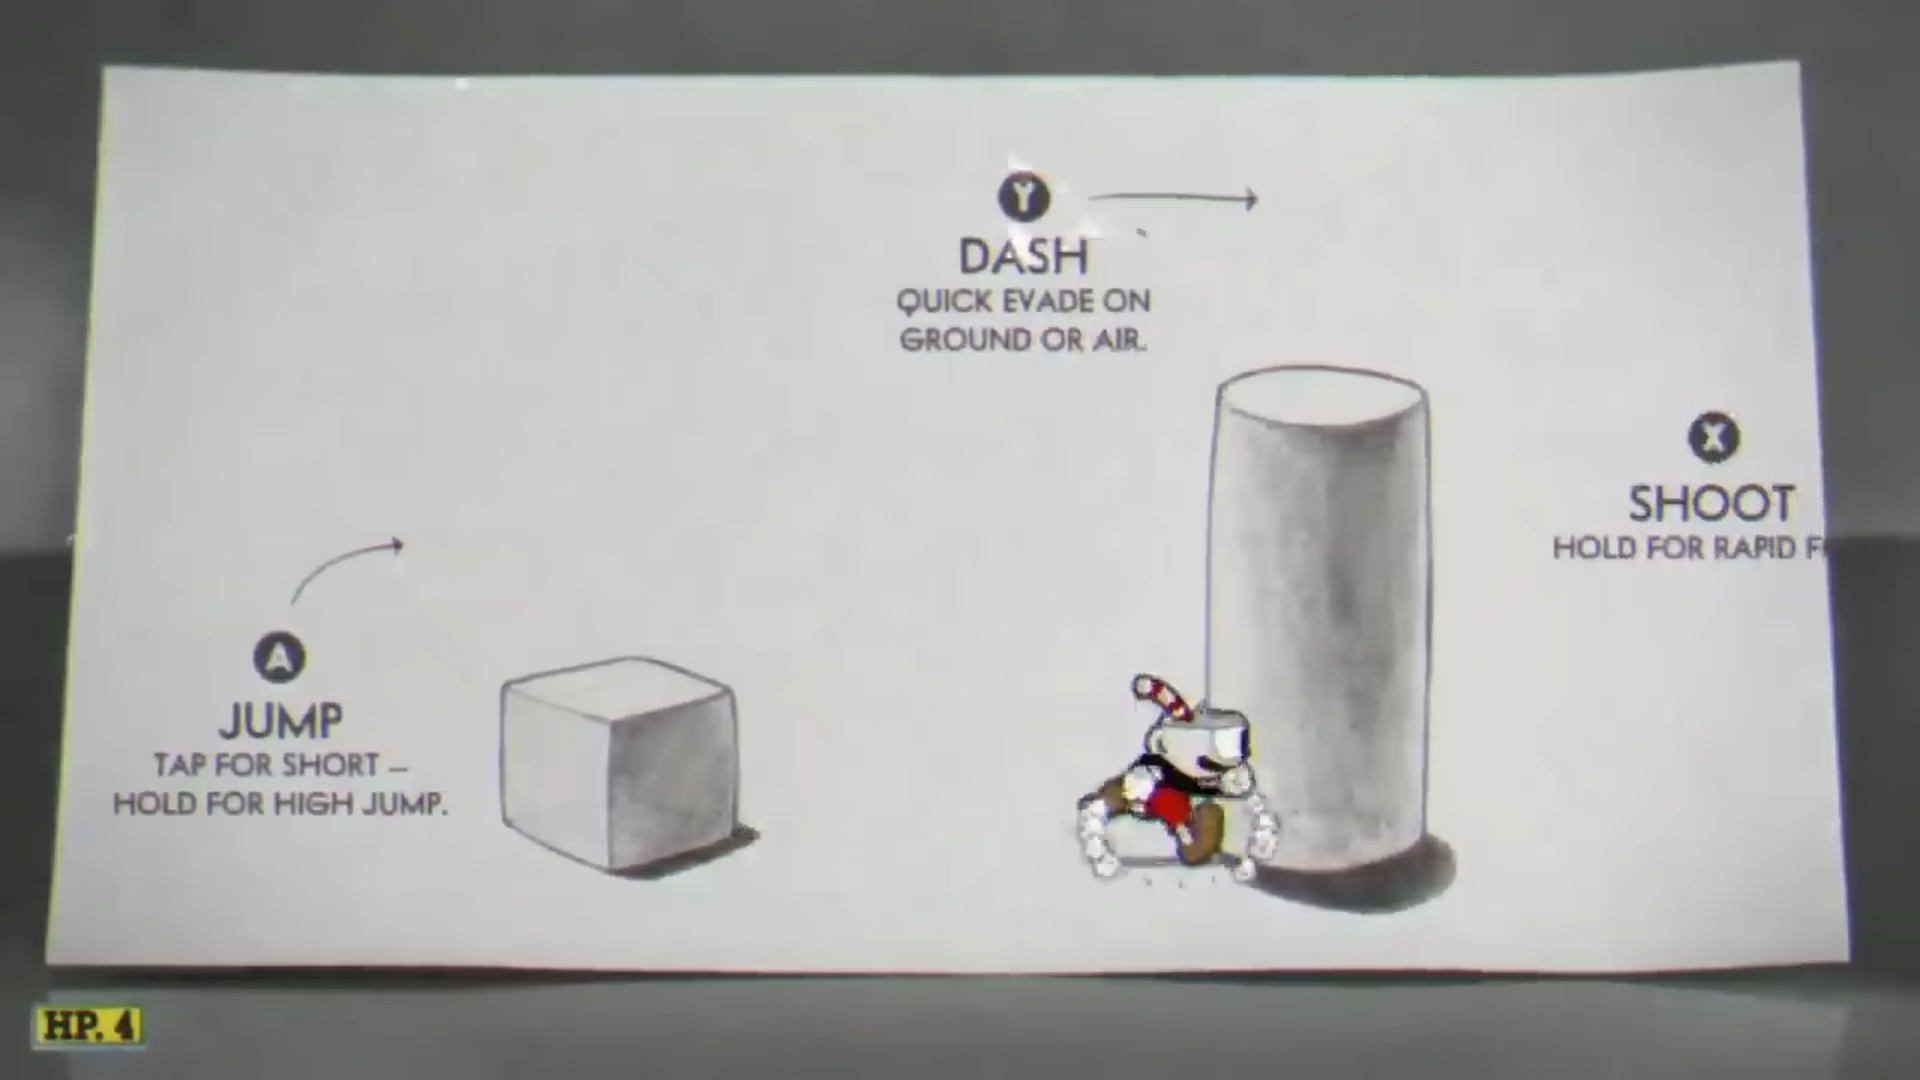 Y
DASH
QUICK EVADE ON
GROUND OR AIR.
X
SHOOT
HOLD FOR RAPID
A
JUMP
TAP FOR SHORT –
HOLD FOR HIGH JUMP.
HP. 4